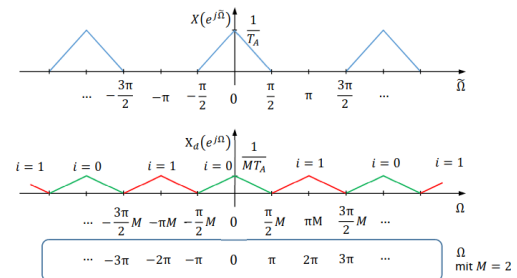 X(e^{jΩ̃}) 1/T_A
... −3π/2 −π −π/2 0 π/2 π 3π/2 ... Ω̃
X_d(e^{jΩ}) 1/MT_A
i = 1 i = 0 i = 1 i = 0 i = 1 i = 0 i = 1
Ω
... −3π/2 M −πM −π/2 M 0 π/2 M πM 3π/2 M ...
... −3π −2π −π 0 π 2π 3π ... Ω
mit M = 2